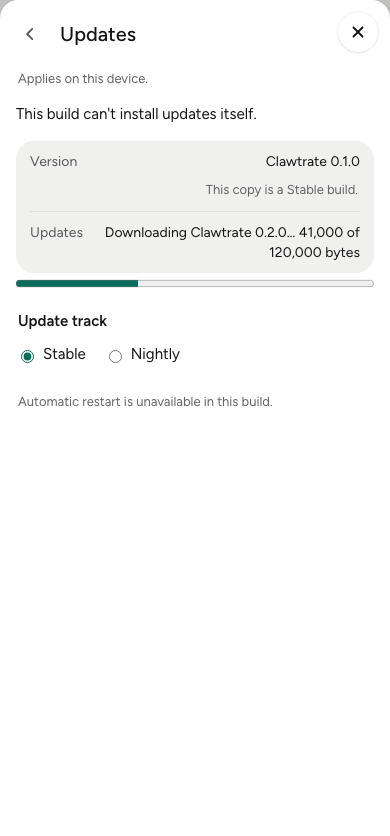 Updates
Applies on this device.
This build can't install updates itself.
Version
Clawtrate 0.1.0
This copy is a Stable build.
Updates
Downloading Clawtrate 0.2.0... 41,000 of
120,000 bytes
Update track
Stable
Nightly
Automatic restart is unavailable in this build.